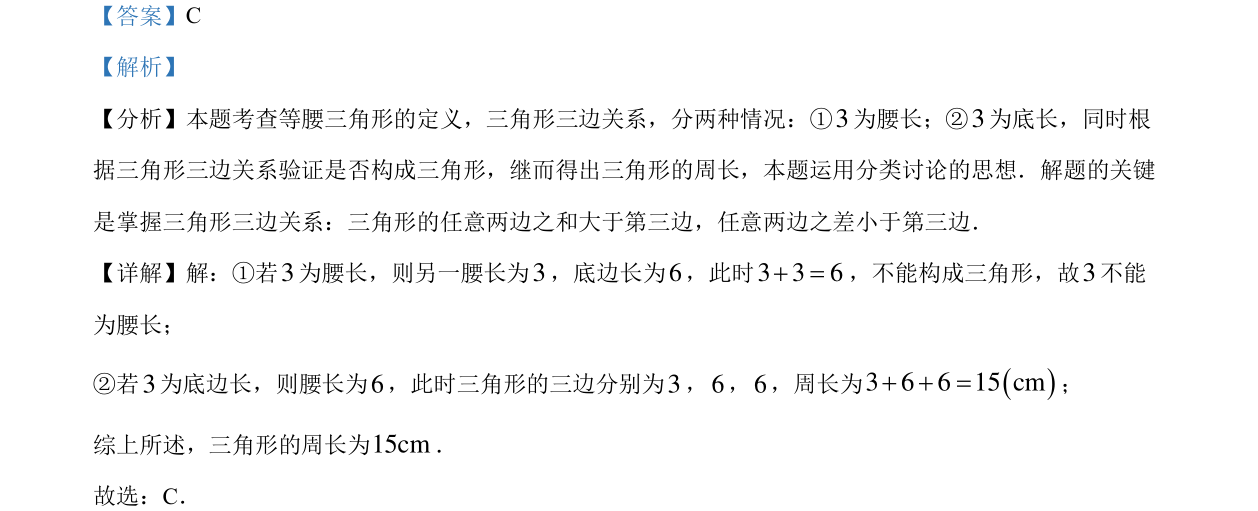 【答案】C
【解析】
【分析】本题考查等腰三角形的定义，三角形三边关系，分两种情况：①3为腰长；②3为底长，同时根
据三角形三边关系验证是否构成三角形，继而得出三角形的周长，本题运用分类讨论的思想．解题的关键
是掌握三角形三边关系：三角形的任意两边之和大于第三边，任意两边之差小于第三边．
【详解】解：①若3为腰长，则另一腰长为3，底边长为6，此时3+3=6，不能构成三角形，故3不能
为腰长；
②若3为底边长，则腰长为6，此时三角形的三边分别为3，6，6，周长为3+6+6=15(cm)；
综上所述，三角形的周长为15cm．
故选：C．